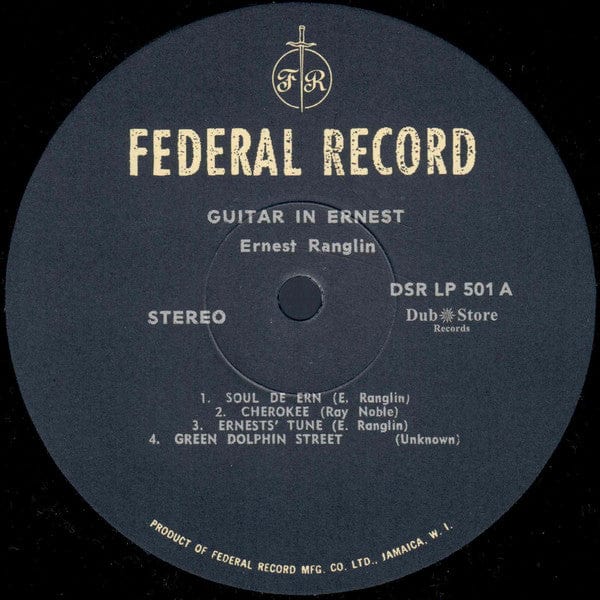 F R
FEDERAL RECORD
GUITAR IN ERNEST
Ernest Ranglin
DSR LP 501 A
STEREO
Dub Store
Records
1. SOUL DE ERN (E. Ranglin)
2. CHEROKEE (Ray Noble)
3. ERNESTS' TUNE (E. Ranglin)
4. GREEN DOLPHIN STREET (Unknown)
PRODUCT OF FEDERAL RECORD MFG. CO. LTD., JAMAICA, W. I.